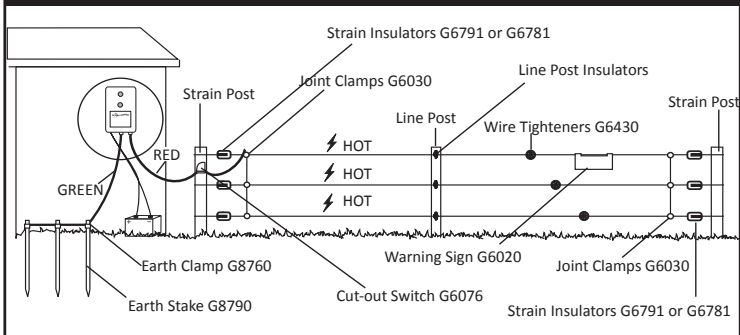 Strain Insulators G6791 or G6781
Joint Clamps G6030
Line Post Insulators
Strain Post
Line Post
Wire Tighteners G6430
Strain Post
HOT
RED
HOT
GREEN
HOT
Warning Sign G6020
Earth Clamp G8760
Joint Clamps G6030
Cut-out Switch G6076
Earth Stake G8790
Strain Insulators G6791 or G6781